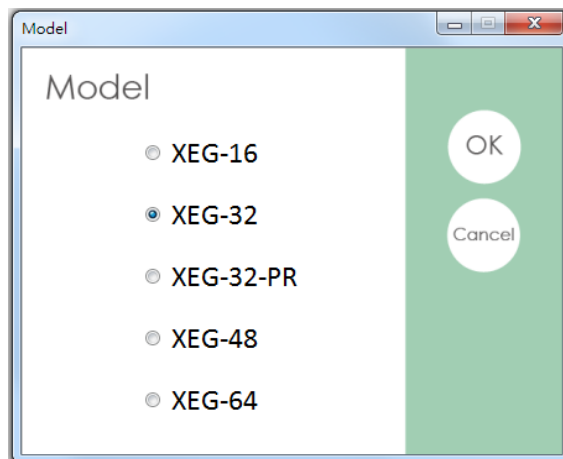 Model
Model
XEG-16
XEG-32
XEG-32-PR
XEG-48
XEG-64
OK
Cancel